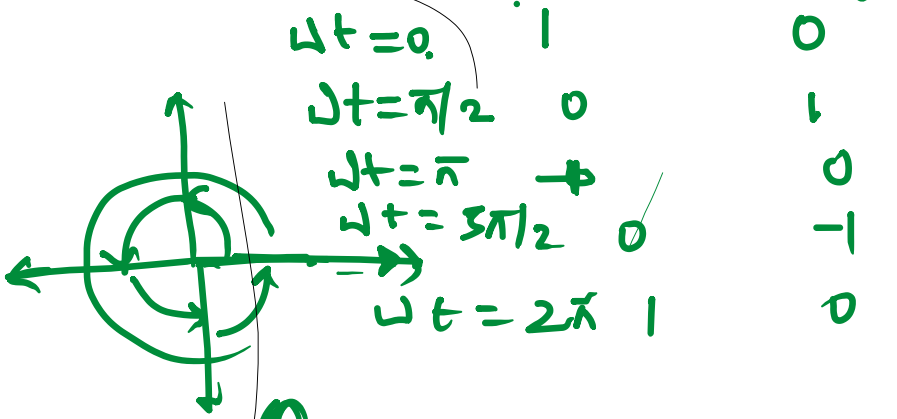 ωt = 0. 1 0
ωt = π/2 0 1
ωt = π 0
ωt = 3π/2 0 -1
ωt = 2π 1 0